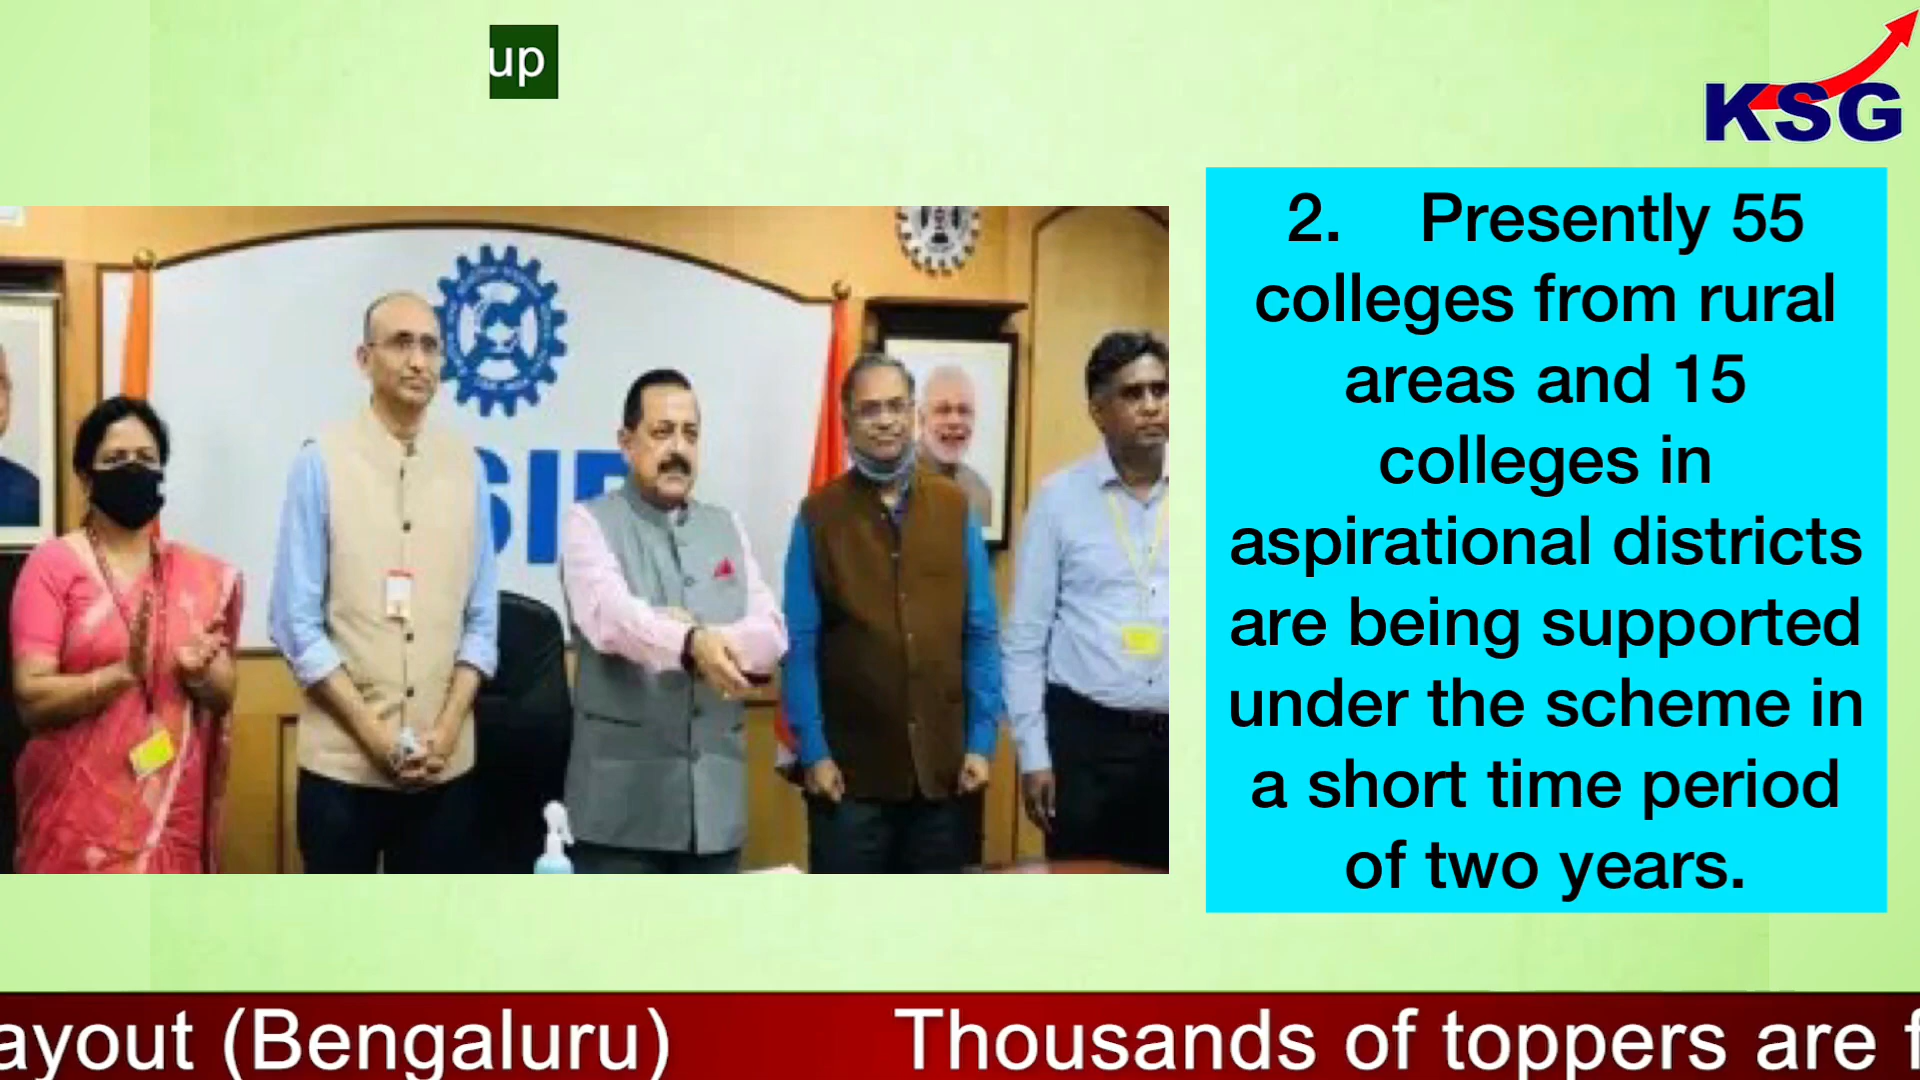 up
KSG
2. Presently 55
colleges from rural
areas and 15
colleges in
aspirational districts
are being supported
under the scheme in
a short time period
of two years.
ayout (Bengaluru) Thousands of toppers are f